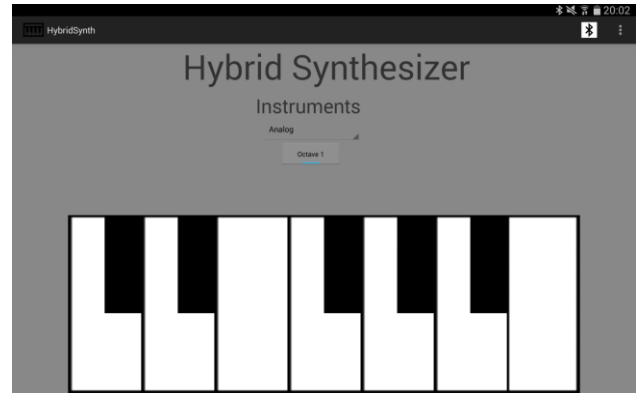 20:02
HybridSynth
Hybrid Synthesizer
Instruments
Analog
Octave 1